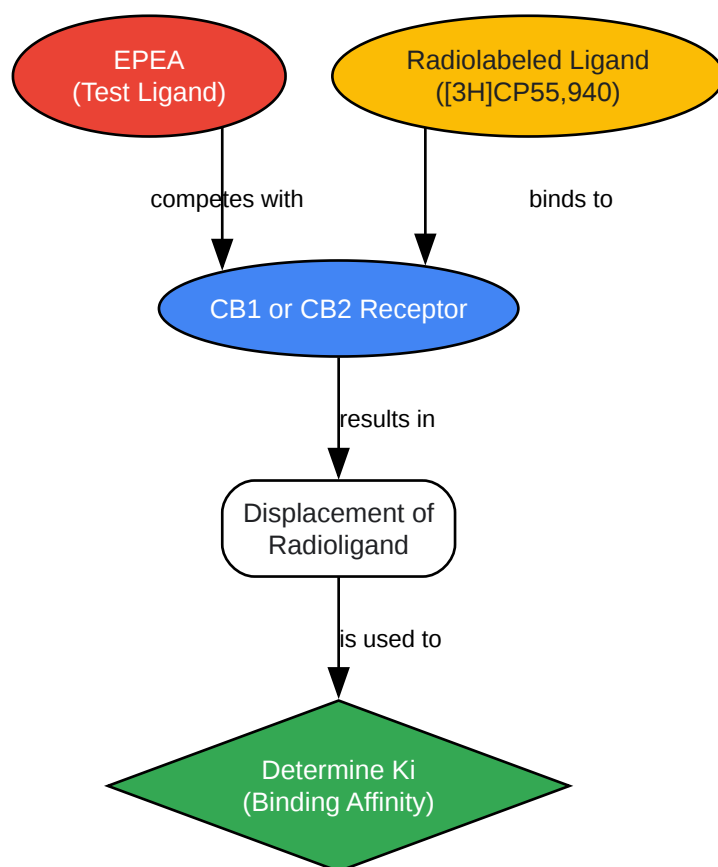 EPEA
(Test Ligand)
Radiolabeled Ligand
([3H]CP55,940)
competes with
binds to
CB1 or CB2 Receptor
results in
Displacement of
Radioligand
is used to
Determine Ki
(Binding Affinity)